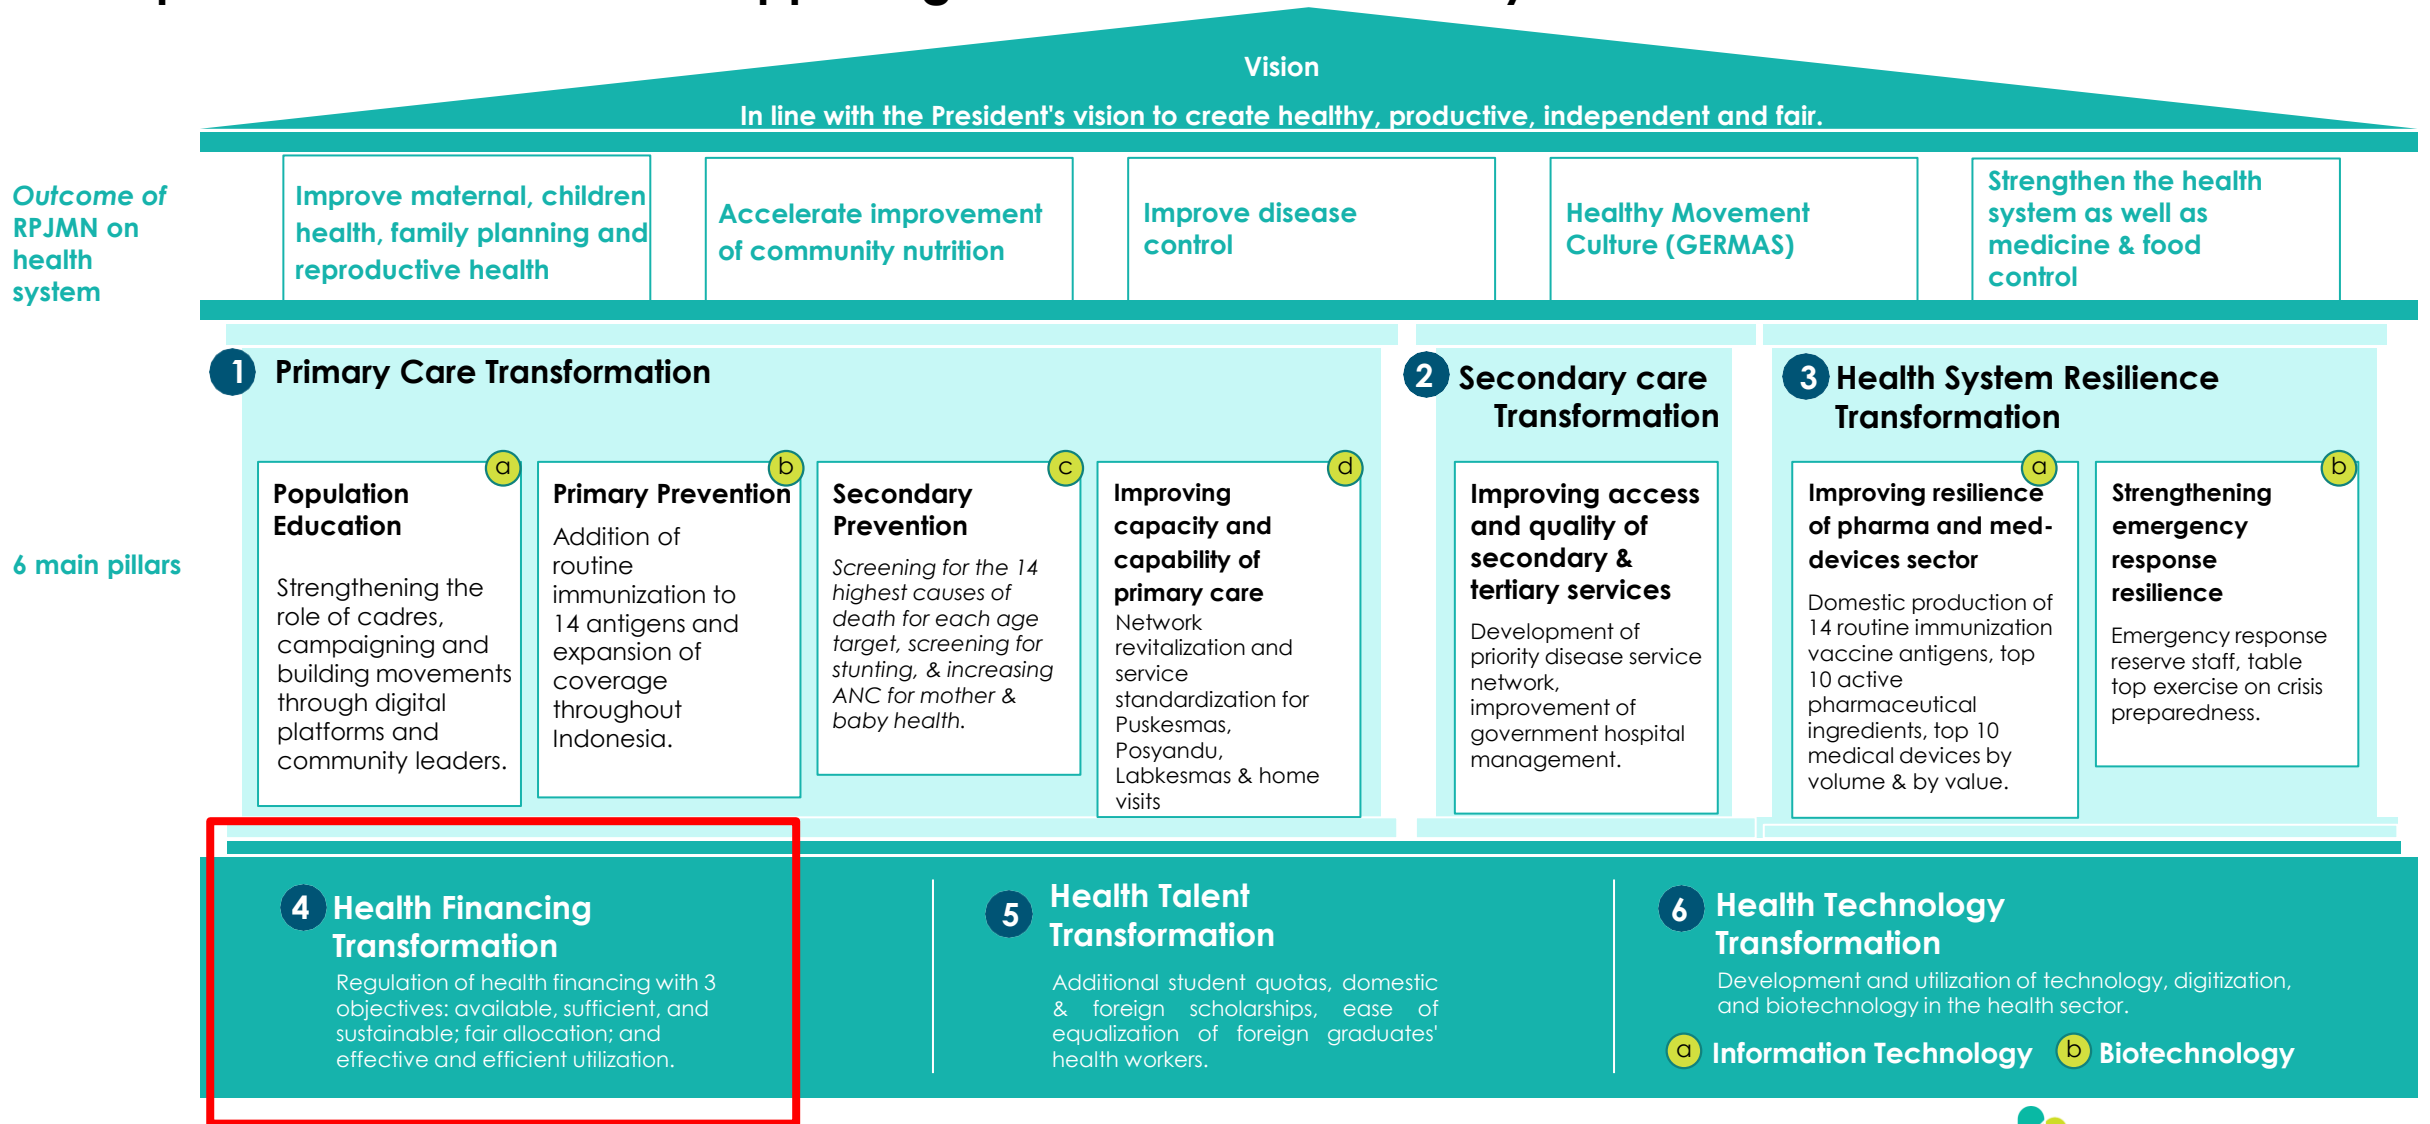 Vision
In line with the President's vision to create healthy, productive, independent and fair.
Outcome of
RPJMN on
health
system
Improve maternal, children
health, family planning and
reproductive health
Accelerate improvement
of community nutrition
Improve disease
control
Healthy Movement
Culture (GERMAS)
Strengthen the health
system as well as
medicine & food
control
6 main pillars
1 Primary Care Transformation
a
Population
Education
Strengthening the
role of cadres,
campaigning and
building movements
through digital
platforms and
community leaders.
b
Primary Prevention
Addition of
routine
immunization to
14 antigens and
expansion of
coverage
throughout
Indonesia.
c
Secondary
Prevention
Screening for the 14
highest causes of
death for each age
target, screening for
stunting, & increasing
ANC for mother &
baby health.
d
Improving
capacity and
capability of
primary care
Network
revitalization and
service
standardization for
Puskesmas,
Posyandu,
Labkesmas & home
visits
2 Secondary care
Transformation
Improving access
and quality of
secondary &
tertiary services
Development of
priority disease service
network,
improvement of
government hospital
management.
3 Health System Resilience
Transformation
a
Improving resilience
of pharma and med-
devices sector
Domestic production of
14 routine immunization
vaccine antigens, top
10 active
pharmaceutical
ingredients, top 10
medical devices by
volume & by value.
b
Strengthening
emergency
response
resilience
Emergency response
reserve staff, table
top exercise on crisis
preparedness.
4 Health Financing
Transformation
Regulation of health financing with 3
objectives: available, sufficient, and
sustainable; fair allocation; and
effective and efficient utilization.
5 Health Talent
Transformation
Additional student quotas, domestic
& foreign scholarships, ease of
equalization of foreign graduates'
health workers.
6 Health Technology
Transformation
Development and utilization of technology, digitization,
and biotechnology in the health sector.
a Information Technology b Biotechnology